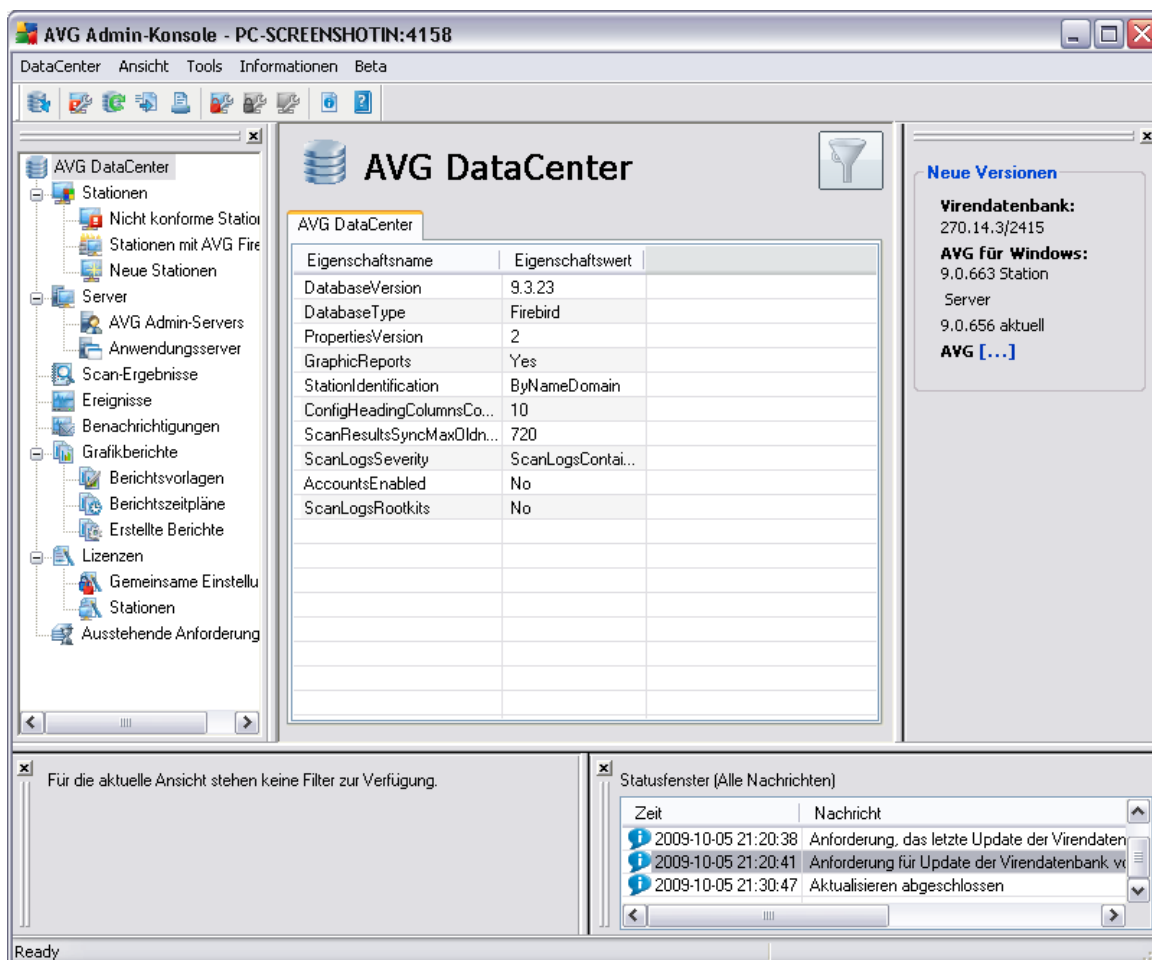 AVG Admin-Konsole - PC-SCREENSHOTIN:4158
DataCenter Ansicht Tools Informationen Beta
AVG DataCenter
Stationen
Nicht konforme Station
Stationen mit AVG Fire
Neue Stationen
Server
AVG Admin-Servers
Anwendungsserver
Scan-Ergebnisse
Ereignisse
Benachrichtigungen
Grafikberichte
Berichtsvorlagen
Berichtszeitpläne
Erstellte Berichte
Lizenzen
Gemeinsame Einstellu
Stationen
Ausstehende Anforderung
AVG DataCenter
AVG DataCenter
Eigenschaftsname Eigenschaftswert
DatabaseVersion 9.3.23
DatabaseType Firebird
PropertiesVersion 2
GraphicReports Yes
StationIdentification ByNameDomain
ConfigHeadingColumnsCo... 10
ScanResultsSyncMaxOldn... 720
ScanLogsSeverity ScanLogsContai...
AccountsEnabled No
ScanLogsRootkits No
Neue Versionen
Virendatenbank:
270.14.3/2415
AVG für Windows:
9.0.663 Station
Server
9.0.656 aktuell
AVG [...]
Für die aktuelle Ansicht stehen keine Filter zur Verfügung.
Statusfenster (Alle Nachrichten)
Zeit Nachricht
2009-10-05 21:20:38 Anforderung, das letzte Update der Virendaten
2009-10-05 21:20:41 Anforderung für Update der Virendatenbank vo
2009-10-05 21:30:47 Aktualisieren abgeschlossen
Ready